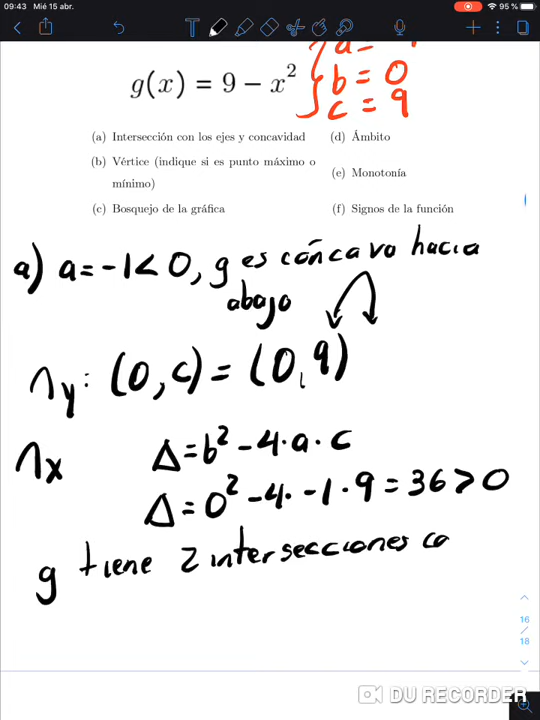 09:43 Mié 15 abr.
a = -1
g(x) = 9 − x²
b = 0
c = 9
(a) Intersección con los ejes y concavidad
(d) Ámbito
(b) Vértice (indique si es punto máximo o
mínimo)
(e) Monotonía
(c) Bosquejo de la gráfica
(f) Signos de la función
a) a = -1 < 0, g es cóncava hacia
abajo
∩y: (0, c) = (0, 9)
∩x
Δ = b² - 4·a·c
Δ = 0² - 4· -1·9 = 36 > 0
g tiene 2 intersecciones co
16
/
18
DU RECORDER